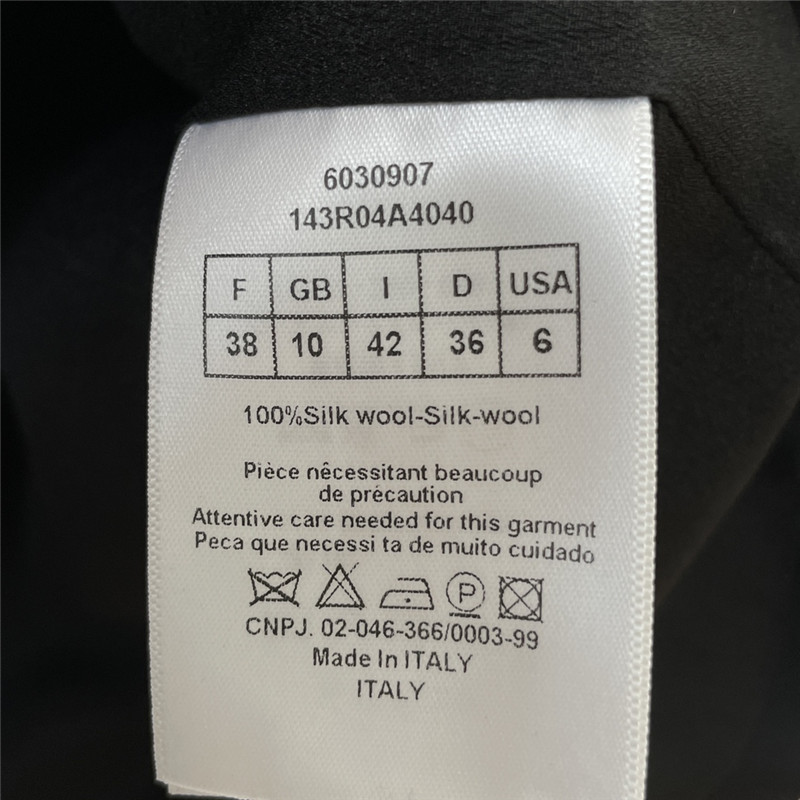 6030907
143R04A4040
F GB I D USA
38 10 42 36 6
100%Silk wool-Silk-wool
Pièce nêcessitant beaucoup
de précaution
Attentive care needed for this garment
Peca que necessi ta de muito cuidado
P
CNPJ. 02-046-366/0003-99
Made In ITALY
ITALY